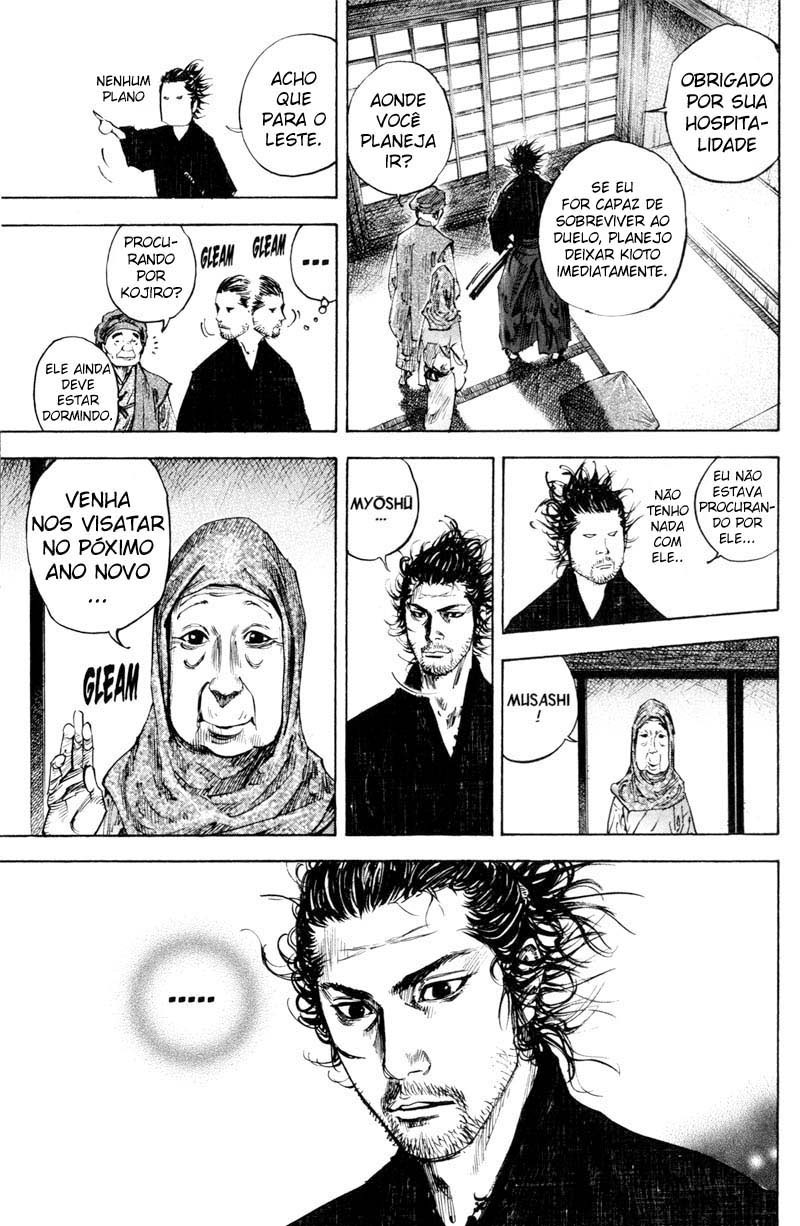 OBRIGADO
POR SUA
HOSPITA-
LIDADE
AONDE
VOCÊ
PLANEJA
IR?
SE EU
FOR CAPAZ DE
SOBREVIVER AO
DUELO, PLANEJO
DEIXAR KIOTO
IMEDIATAMENTE.
ACHO
QUE
PARA O
LESTE.
NENHUM
PLANO
...
GLEAM
GLEAM
PROCU-
RANDO
POR
KOJIRO?
ELE AINDA
DEVE
ESTAR
DORMINDO.
EU NÃO
ESTAVA
PROCURAN-
DO POR
ELE...
NÃO
TENHO
NADA
COM
ELE..
MUSASHI
!
MYŌSHŪ
...
VENHA
NOS VISATAR
NO PÓXIMO
ANO NOVO
...
GLEAM
.....